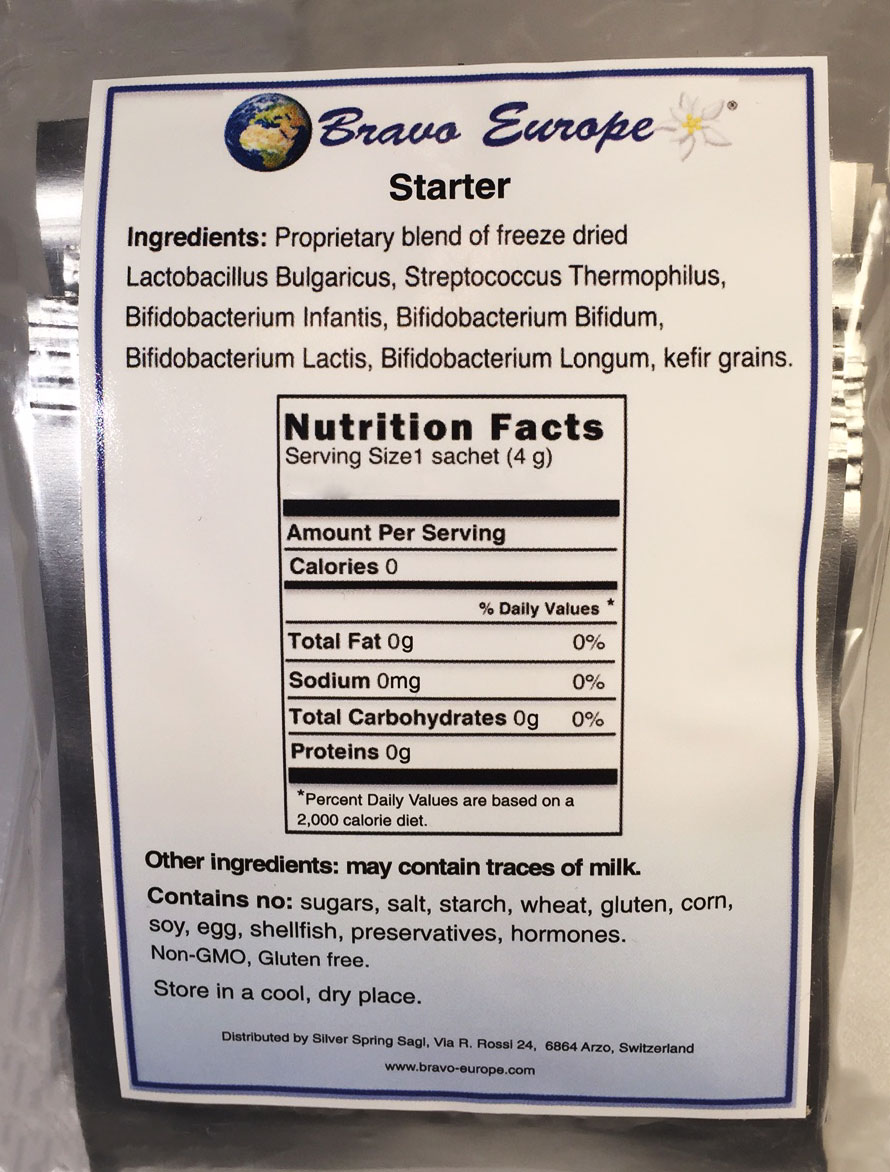 Bravo Europe ®
Starter
Ingredients: Proprietary blend of freeze dried
Lactobacillus Bulgaricus, Streptococcus Thermophilus,
Bifidobacterium Infantis, Bifidobacterium Bifidum,
Bifidobacterium Lactis, Bifidobacterium Longum, kefir grains.
Nutrition Facts
Serving Size1 sachet (4 g)
Amount Per Serving
Calories 0
% Daily Values *
Total Fat 0g 0%
Sodium 0mg 0%
Total Carbohydrates 0g 0%
Proteins 0g
*Percent Daily Values are based on a
2,000 calorie diet.
Other ingredients: may contain traces of milk.
Contains no: sugars, salt, starch, wheat, gluten, corn,
soy, egg, shellfish, preservatives, hormones.
Non-GMO, Gluten free.
Store in a cool, dry place.
Distributed by Silver Spring Sagl, Via R. Rossi 24, 6864 Arzo, Switzerland
www.bravo-europe.com